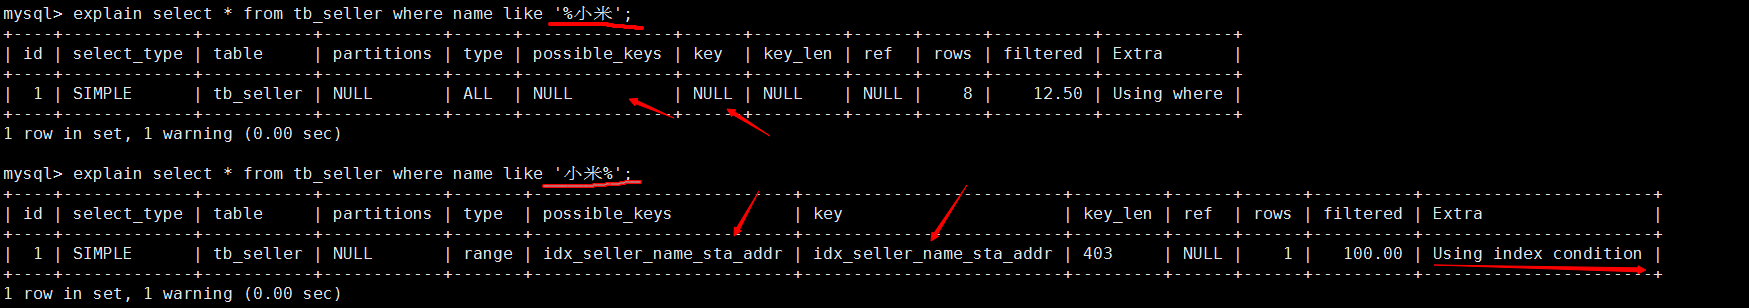 mysql> explain select * from tb_seller where name like '%小米';
+----+-------------+-----------+------------+------+---------------+------+---------+------+------+----------+-------------+
| id | select_type | table     | partitions | type | possible_keys | key  | key_len | ref  | rows | filtered | Extra       |
+----+-------------+-----------+------------+------+---------------+------+---------+------+------+----------+-------------+
|  1 | SIMPLE      | tb_seller | NULL       | ALL  | NULL          | NULL | NULL    | NULL |    8 |    12.50 | Using where |
+----+-------------+-----------+------------+------+---------------+------+---------+------+------+----------+-------------+
1 row in set, 1 warning (0.00 sec)
mysql> explain select * from tb_seller where name like '小米%';
+----+-------------+-----------+------------+-------+--------------------------+--------------------------+---------+------+------+----------+-----------------------+
| id | select_type | table     | partitions | type  | possible_keys            | key                      | key_len | ref  | rows | filtered | Extra                 |
+----+-------------+-----------+------------+-------+--------------------------+--------------------------+---------+------+------+----------+-----------------------+
|  1 | SIMPLE      | tb_seller | NULL       | range | idx_seller_name_sta_addr | idx_seller_name_sta_addr | 403     | NULL |    1 |   100.00 | Using index condition |
+----+-------------+-----------+------------+-------+--------------------------+--------------------------+---------+------+------+----------+-----------------------+
1 row in set, 1 warning (0.00 sec)